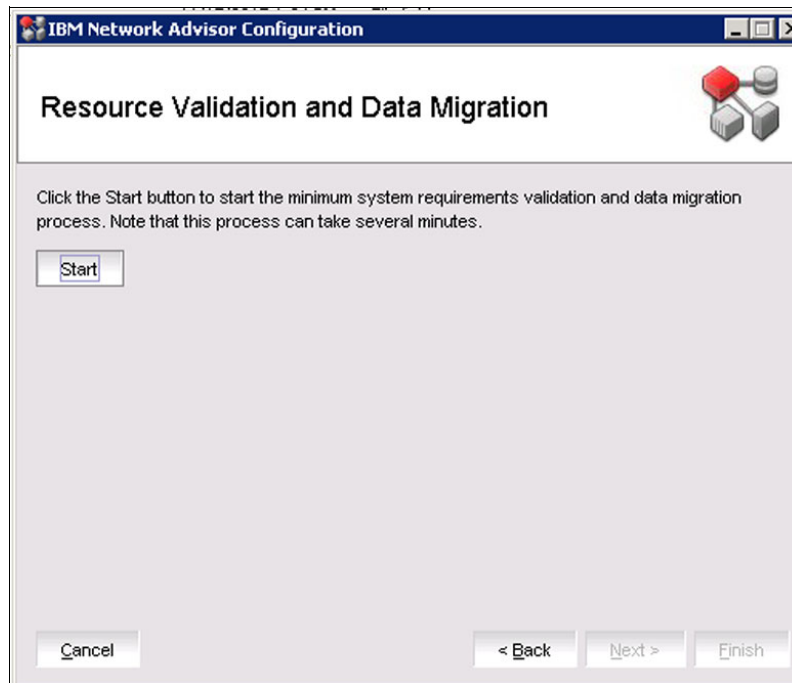 IBM Network Advisor Configuration
Resource Validation and Data Migration
Click the Start button to start the minimum system requirements validation and data migration
process. Note that this process can take several minutes.
Start
Cancel
< Back
Next >
Finish